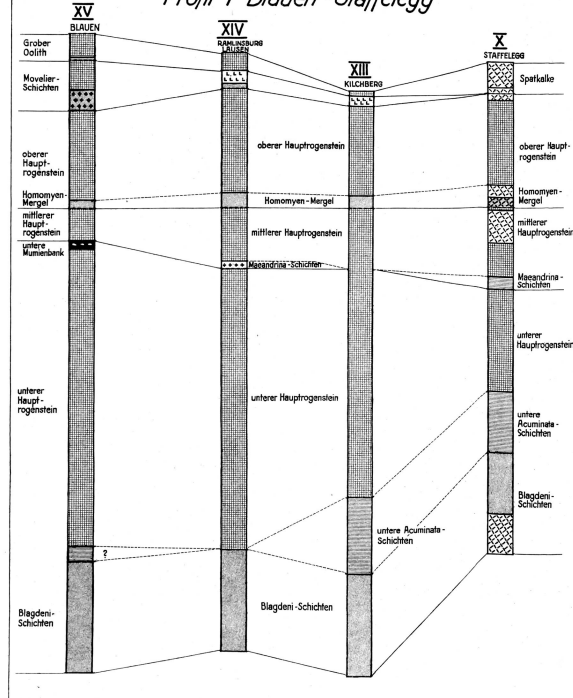 Profil 1 Blauen-Staffelegg
XV
BLAUEN
XIV
RAMLINSBURG
LAUSEN
XIII
KILCHBERG
X
STAFFELEGG
Grober
Oolith
Movelier-
Schichten
oberer
Haupt-
rogenstein
Homomyen-
Mergel
mittlerer
Haupt-
rogenstein
untere
Mumienbank
unterer
Haupt-
rogenstein
?
Blagdeni-
Schichten
oberer Hauptrogenstein
Homomyen-Mergel
mittlerer Hauptrogenstein
Maeandrina-Schichten
unterer Hauptrogenstein
untere Acuminata-
Schichten
Blagdeni-Schichten
Spatkalke
oberer Haupt-
rogenstein
Homomyen-
Mergel
mittlerer
Hauptrogenstein
Maeandrina-
Schichten
unterer
Hauptrogenstein
untere
Acuminata-
Schichten
Blagdeni-
Schichten